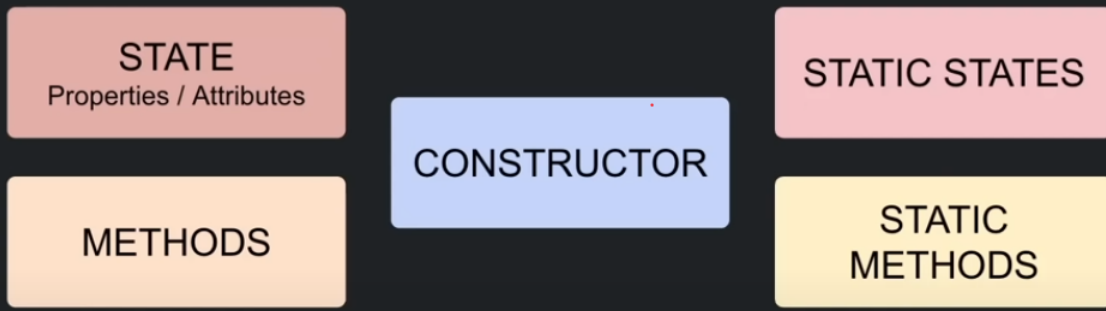 STATE
Properties / Attributes
METHODS
CONSTRUCTOR
STATIC STATES
STATIC
METHODS